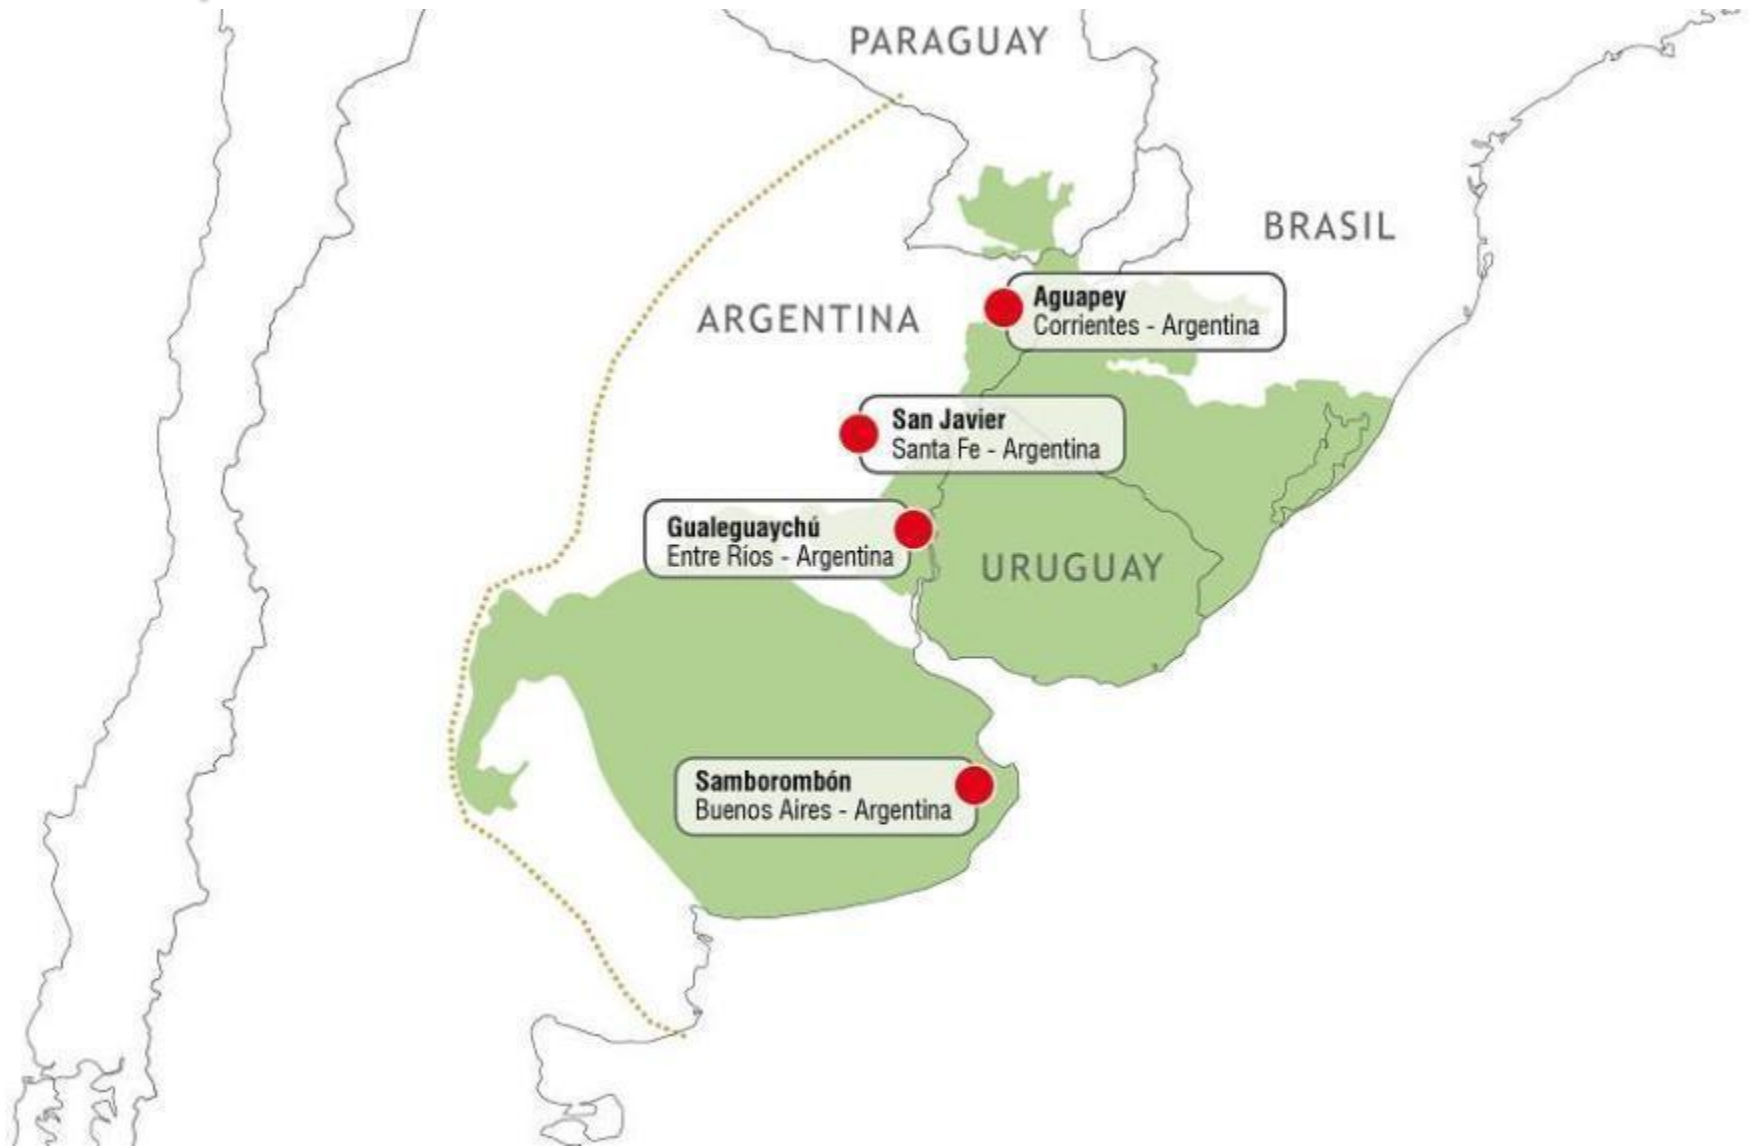 PARAGUAY
BRASIL
ARGENTINA
Aguapey
Corrientes - Argentina
San Javier
Santa Fe - Argentina
Gualeguaychú
Entre Ríos - Argentina
URUGUAY
Samborombón
Buenos Aires - Argentina